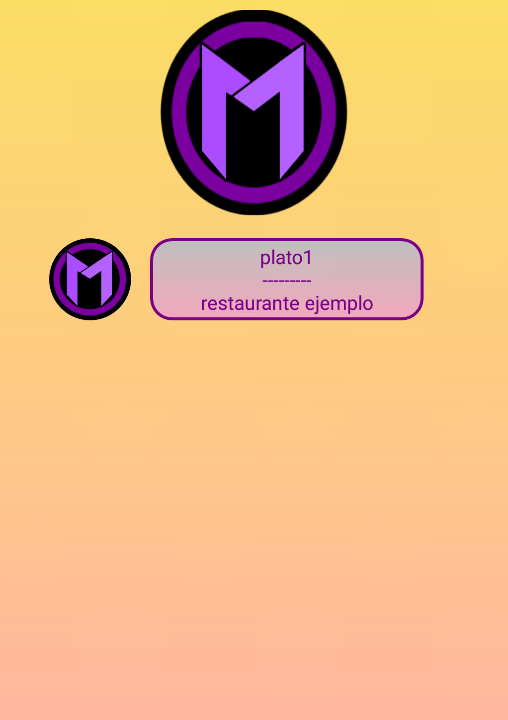 M
M
plato1
---------
restaurante ejemplo